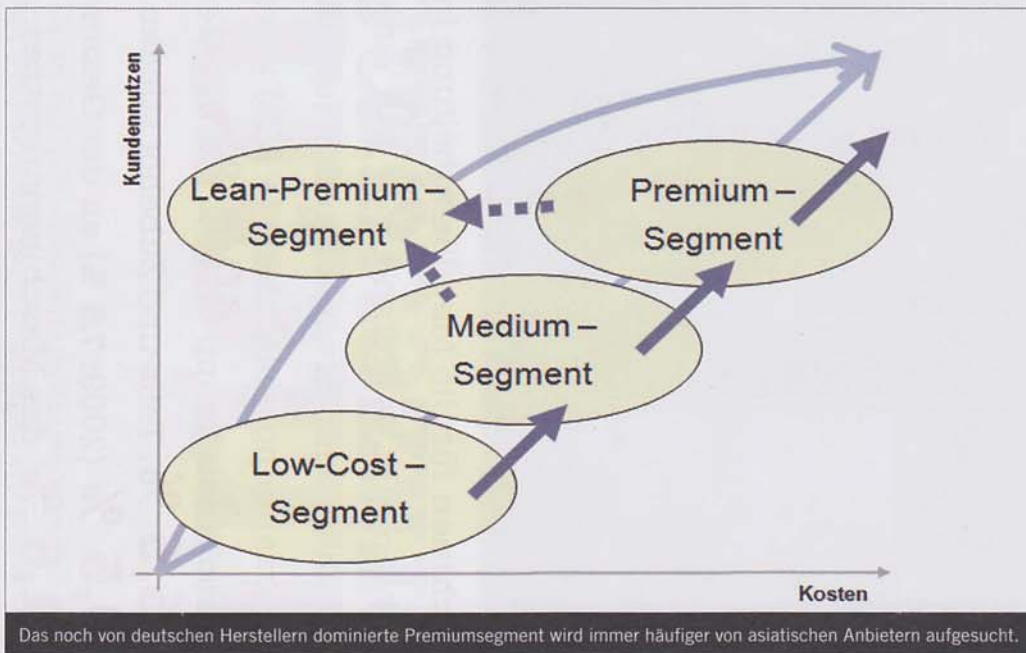 Kundennutzen
Lean-Premium –
Segment
Premium –
Segment
Medium –
Segment
Low-Cost –
Segment
Kosten
Das noch von deutschen Herstellern dominierte Premiumsegment wird immer häufiger von asiatischen Anbietern aufgesucht.